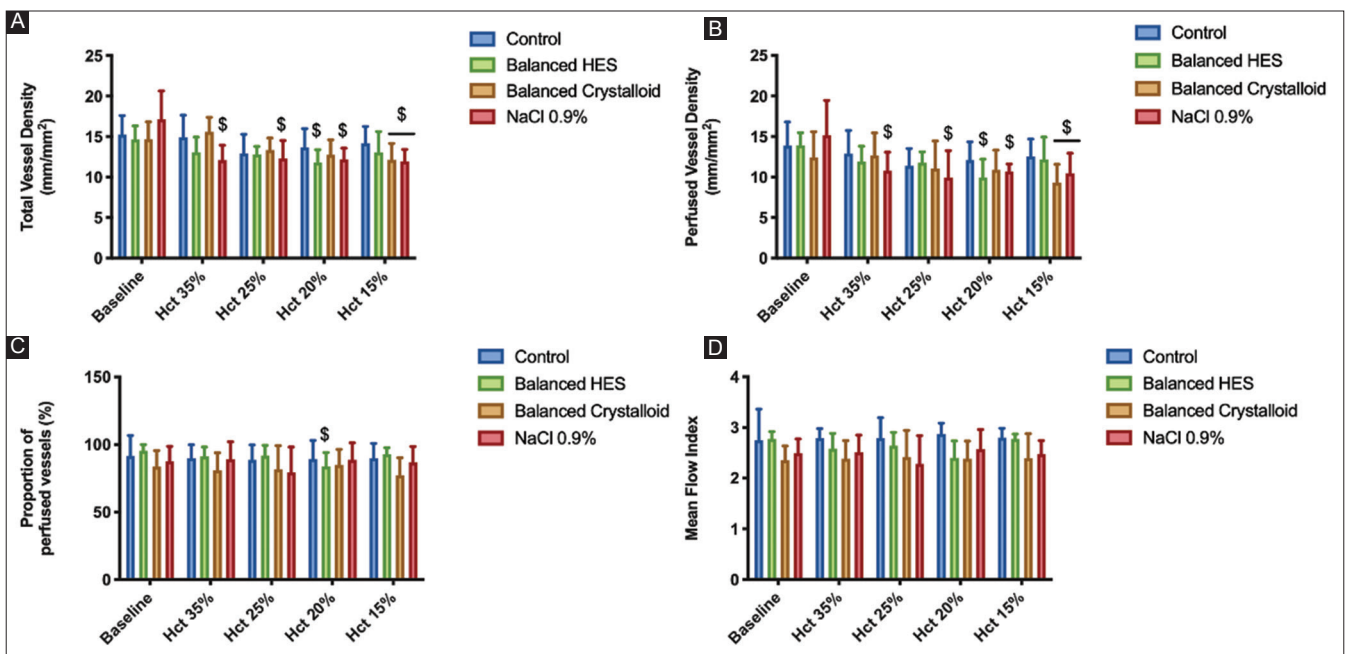 A
Total Vessel Density
(mm/mm²)
25
20
15
10
5
0
$
$
$
$
$
Baseline
Hct 35%
Hct 25%
Hct 20%
Hct 15%
Control
Balanced HES
Balanced Crystalloid
NaCl 0.9%
B
Perfused Vessel Density
(mm/mm²)
25
20
15
10
5
0
$
$
$
$
$
Baseline
Hct 35%
Hct 25%
Hct 20%
Hct 15%
Control
Balanced HES
Balanced Crystalloid
NaCl 0.9%
C
Proportion of
perfused vessels (%)
150
100
50
0
$
Baseline
Hct 35%
Hct 25%
Hct 20%
Hct 15%
Control
Balanced HES
Balanced Crystalloid
NaCl 0.9%
D
Mean Flow Index
4
3
2
1
0
Baseline
Hct 35%
Hct 25%
Hct 20%
Hct 15%
Control
Balanced HES
Balanced Crystalloid
NaCl 0.9%